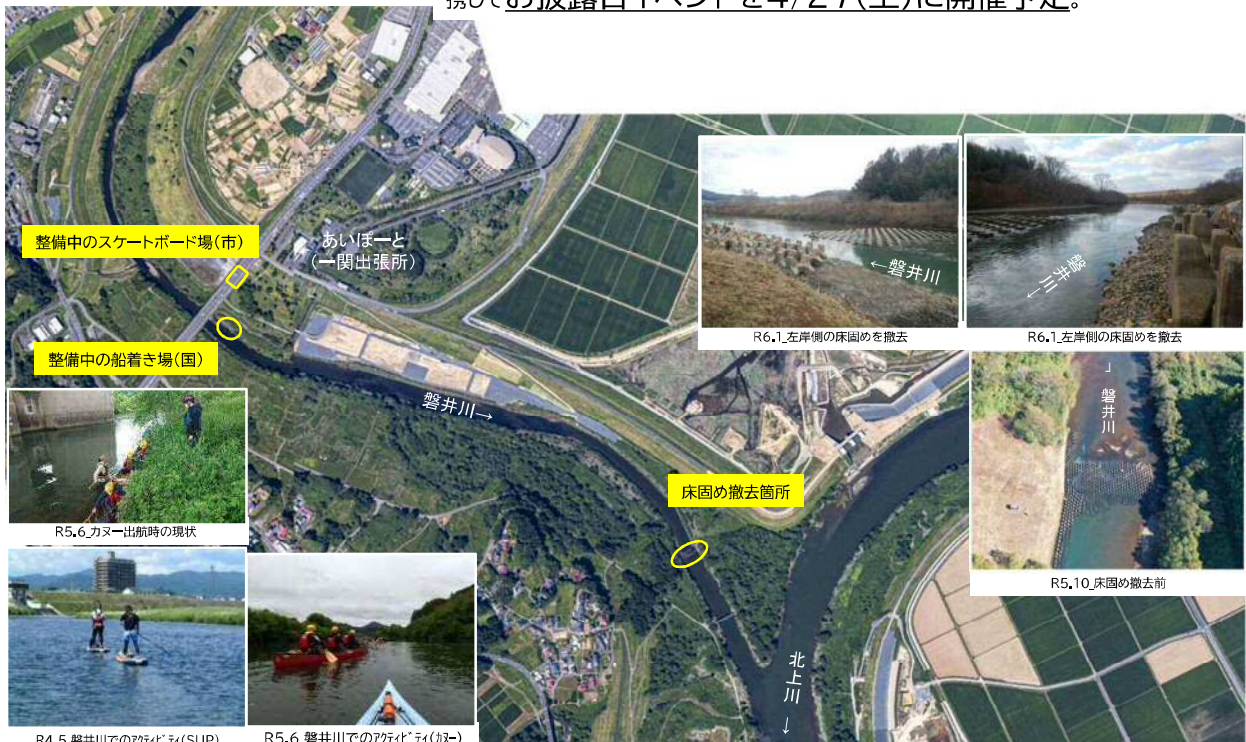 携してお披露目イベントを4/27(土)に開催予定。
整備中のスケートボード場(市)
あいぽーと
(一関出張所)
整備中の船着き場(国)
磐井川→
←磐井川
R6.1_左岸側の床固めを撤去
磐井川→
R6.1_左岸側の床固めを撤去
磐井川
R5.10_床固め撤去前
床固め撤去箇所
北上川→
R5.6_カヌー出航時の現状
R4.5_磐井川でのアクティビティ(SUP)
R5.6_磐井川でのアクティビティ(カヌー)